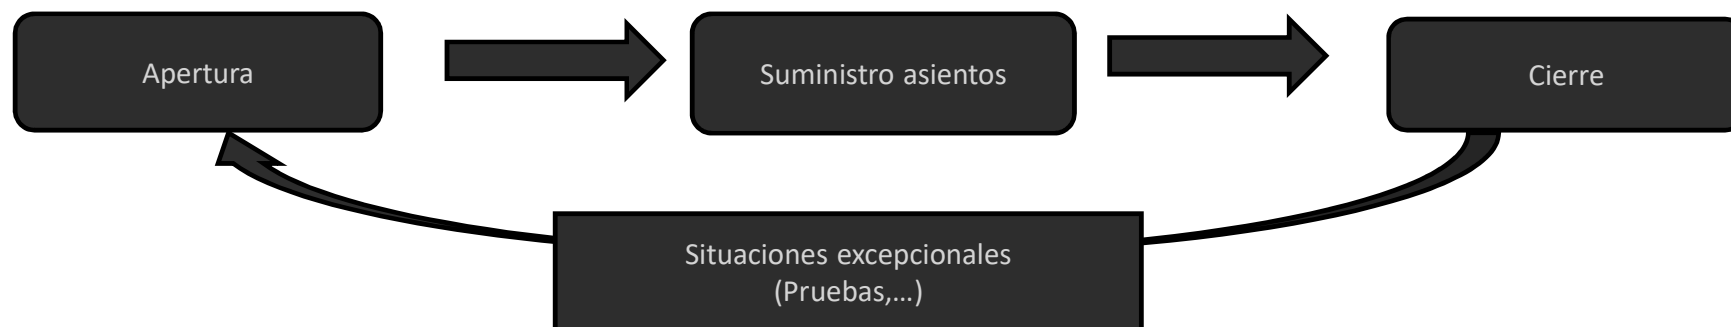 Apertura
Suministro asientos
Cierre
Situaciones excepcionales
(Pruebas,...)